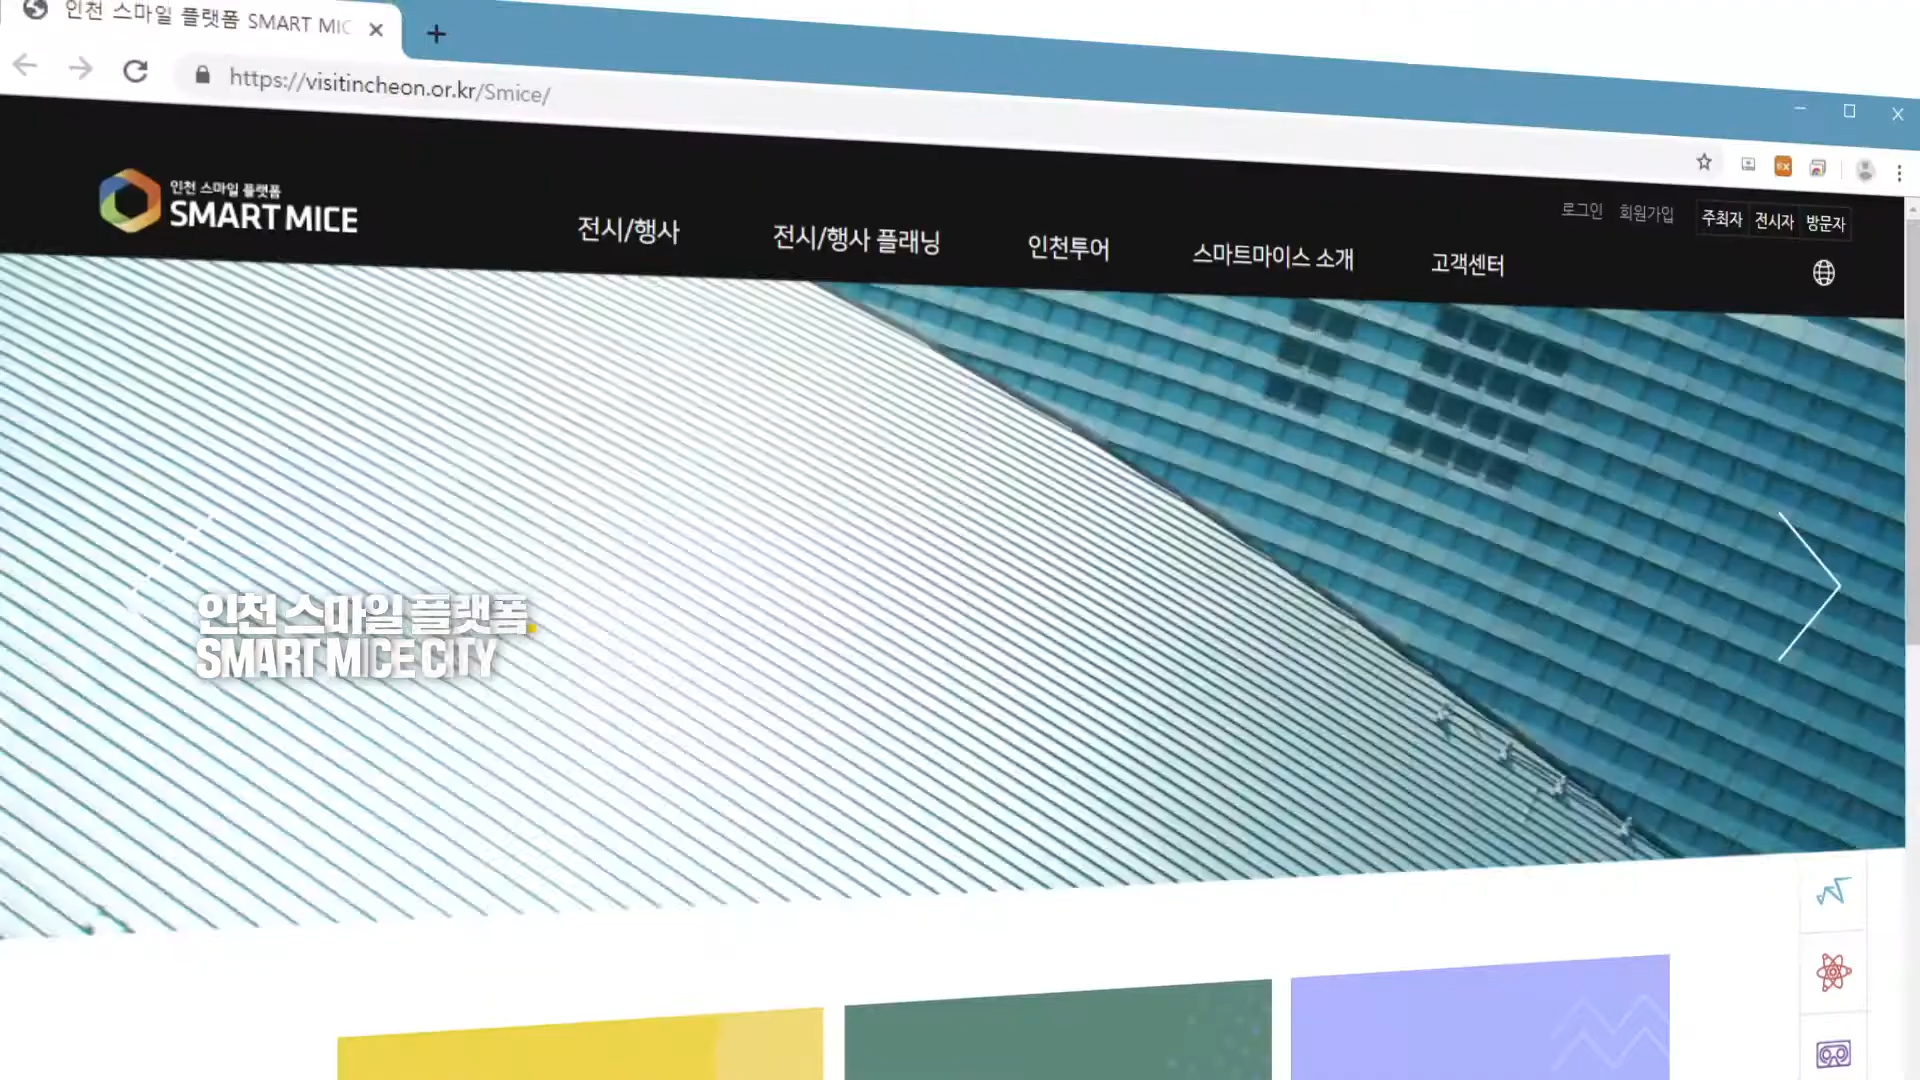 인천 스마일 플랫폼 SMART MIC
https://visitincheon.or.kr/Smice/
인천 스마일 플랫폼
SMART MICE
전시/행사
전시/행사 플래닝
인천투어
스마트마이스 소개
고객센터
로그인
회원가입
주최자
전시자
방문자
인천 스마일 플랫폼.
SMART MICE CITY